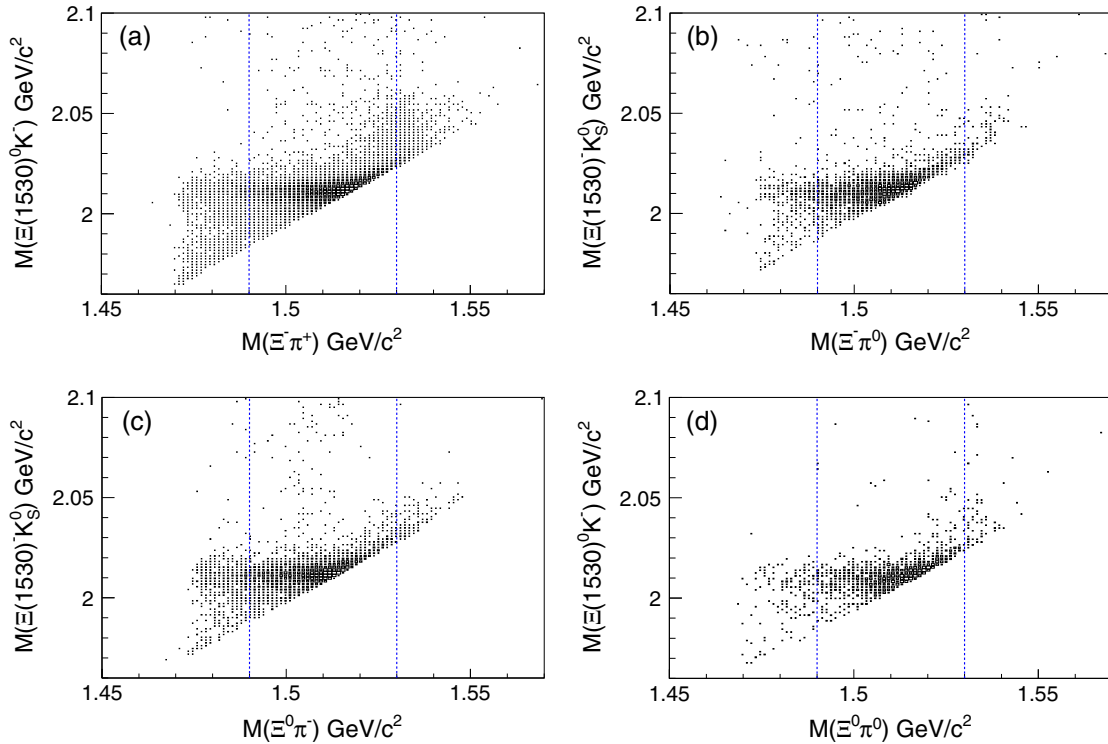 (a)
M(Ξ(1530)⁰K⁻) GeV/c²
2.1
2.05
2
1.45 1.5 1.55
M(Ξ⁻π⁺) GeV/c²
(b)
M(Ξ(1530)⁻K⁰S) GeV/c²
2.1
2.05
2
1.45 1.5 1.55
M(Ξ⁻π⁰) GeV/c²
(c)
M(Ξ(1530)⁻K⁰S) GeV/c²
2.1
2.05
2
1.45 1.5 1.55
M(Ξ⁰π⁻) GeV/c²
(d)
M(Ξ(1530)⁰K⁻) GeV/c²
2.1
2.05
2
1.45 1.5 1.55
M(Ξ⁰π⁰) GeV/c²